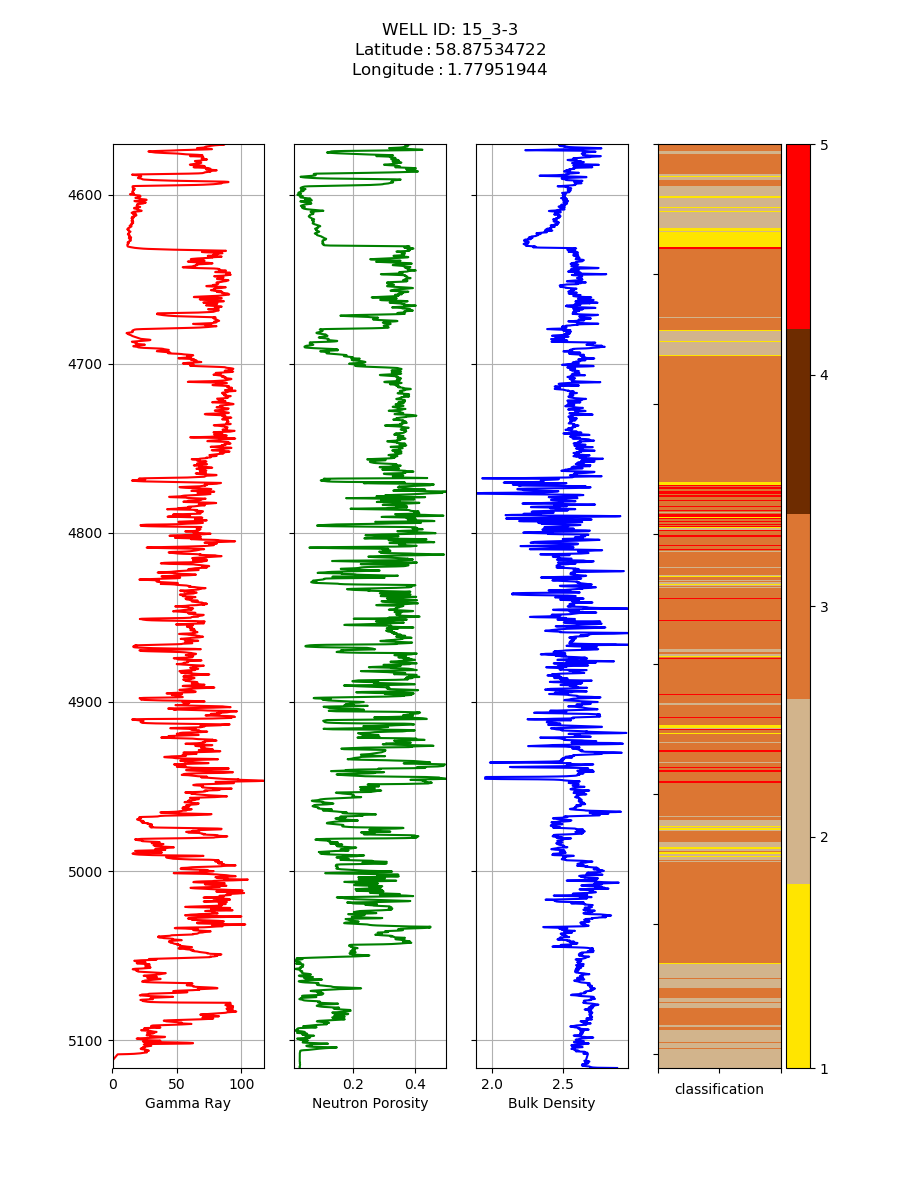 WELL ID: 15_3-3
Latitude : 58.87534722
Longitude : 1.77951944
4600
4700
4800
4900
5000
5100
0 50 100
0.2 0.4
2.0 2.5
Gamma Ray
Neutron Porosity
Bulk Density
classification
5
4
3
2
1